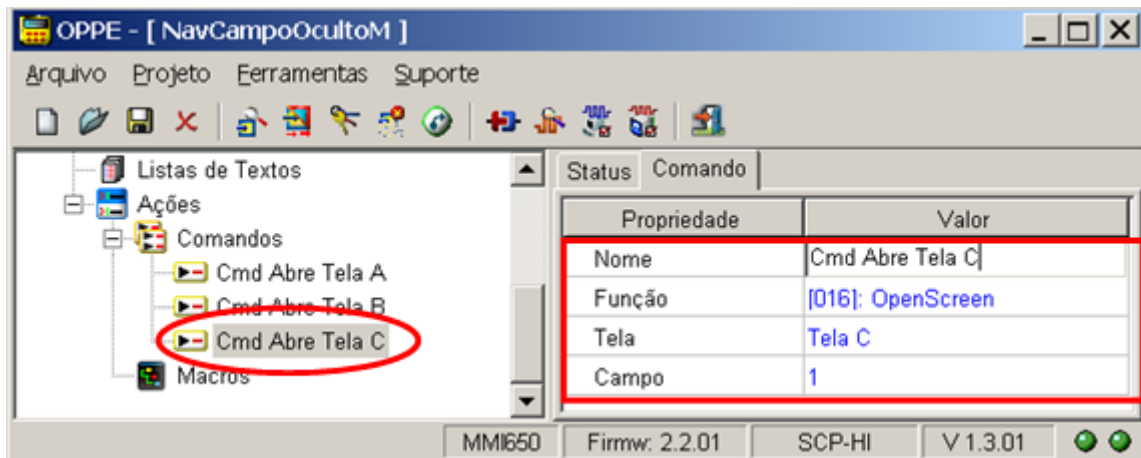 OPPE - [ NavCampoOcultoM ]
Arquivo Projeto Ferramentas Suporte
Listas de Textos
Ações
Comandos
Cmd Abre Tela A
Cmd Abre Tela B
Cmd Abre Tela C
Macros
Status Comando
Propriedade Valor
Nome Cmd Abre Tela C
Função [016]: OpenScreen
Tela Tela C
Campo 1
MMI650 Firmw: 2.2.01 SCP-HI V 1.3.01